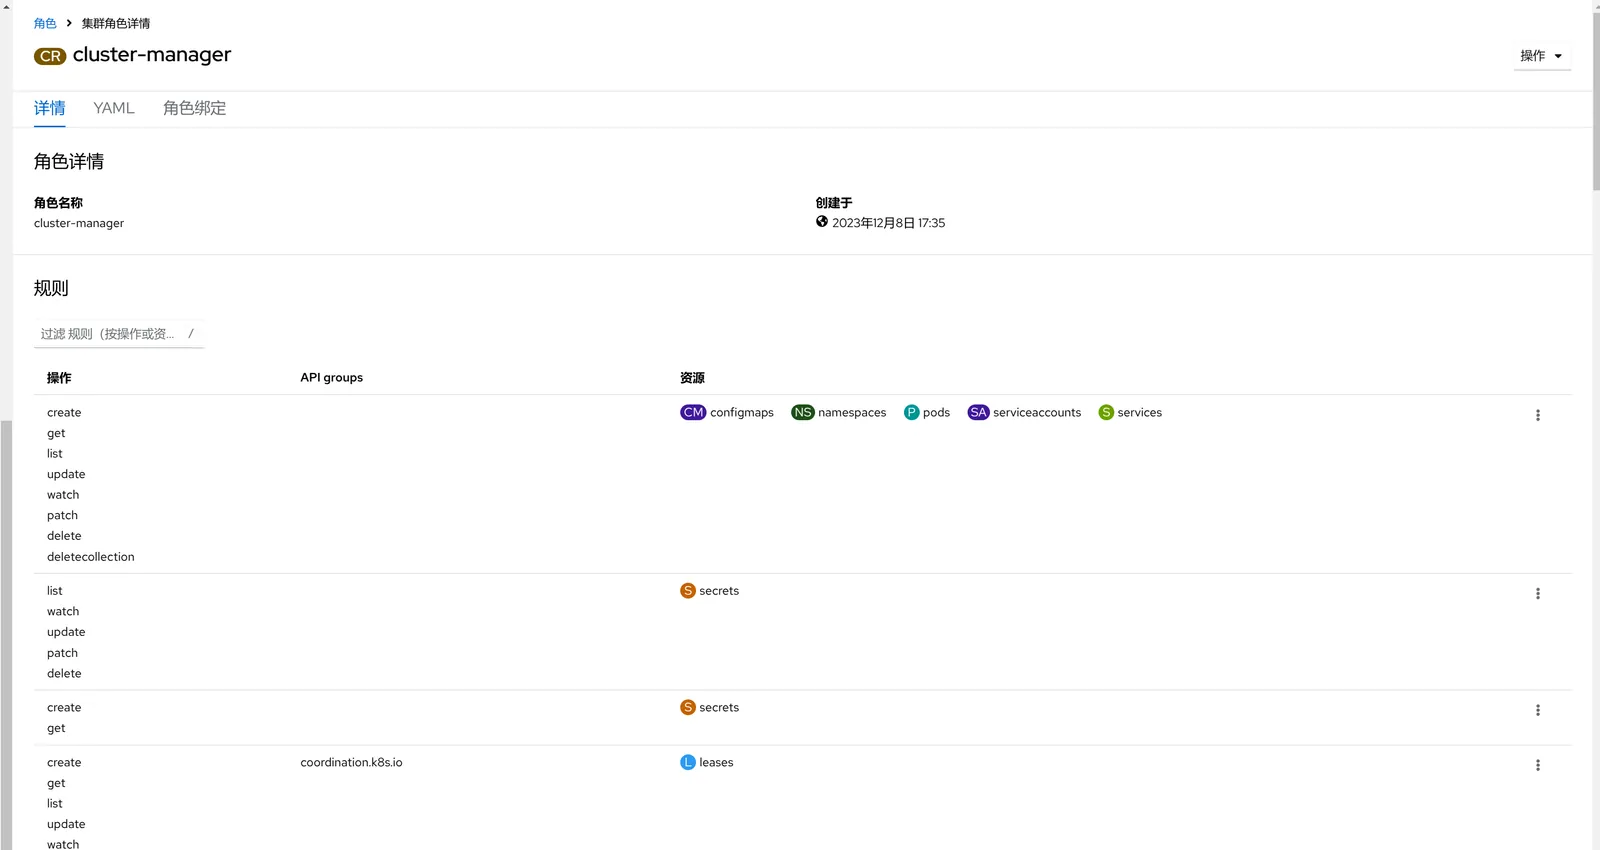 角色 > 集群角色详情
CR cluster-manager
操作
详情 YAML 角色绑定
角色详情
角色名称 创建于
cluster-manager 2023年12月8日 17:35
规则
过滤 规则（按操作或资... /
操作 API groups 资源
create CM configmaps NS namespaces P pods SA serviceaccounts S services
get
list
update
watch
patch
delete
deletecollection
list S secrets
watch
update
patch
delete
create S secrets
get
create coordination.k8s.io L leases
get
list
update
watch